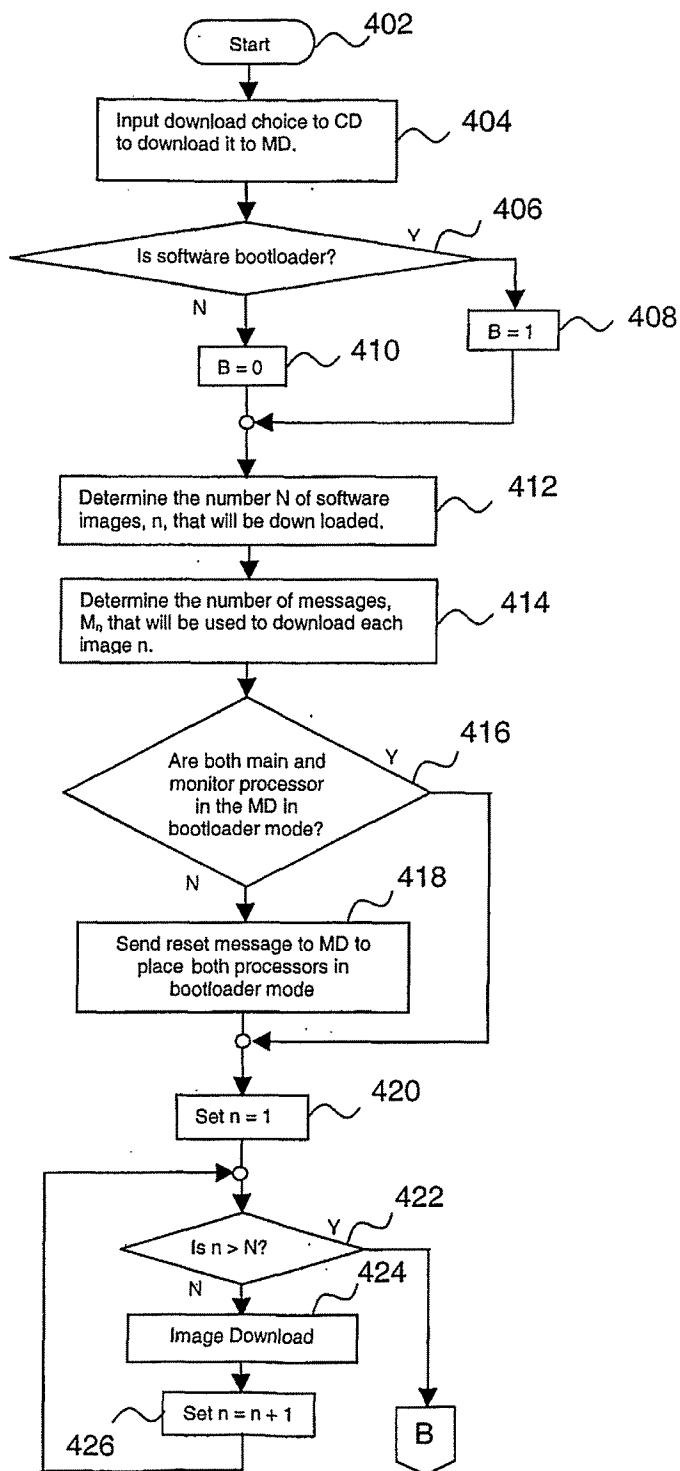 402
Start
Input download choice to CD
to download it to MD.
404
406
Y
Is software bootloader?
N
B = 1
408
B = 0
410
Determine the number N of software
images, n, that will be down loaded.
412
Determine the number of messages,
Mₙ that will be used to download each
image n.
414
416
Y
Are both main and
monitor processor
in the MD in
bootloader mode?
N
418
Send reset message to MD to
place both processors in
bootloader mode
420
Set n = 1
422
Y
Is n > N?
N
424
Image Download
Set n = n + 1
426
B